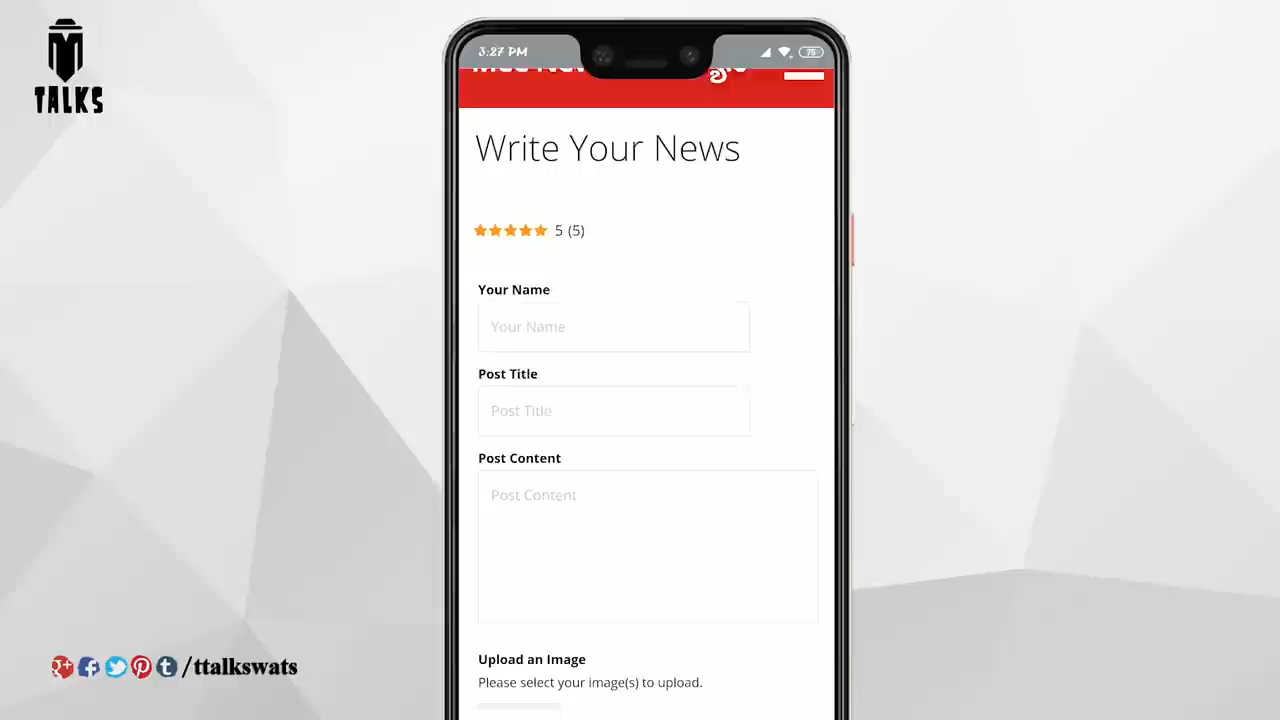 TALKS
3:27 PM
75
Write Your News
5 (5)
Your Name
Your Name
Post Title
Post Title
Post Content
Post Content
Upload an Image
Please select your image(s) to upload.
/ttalkswats